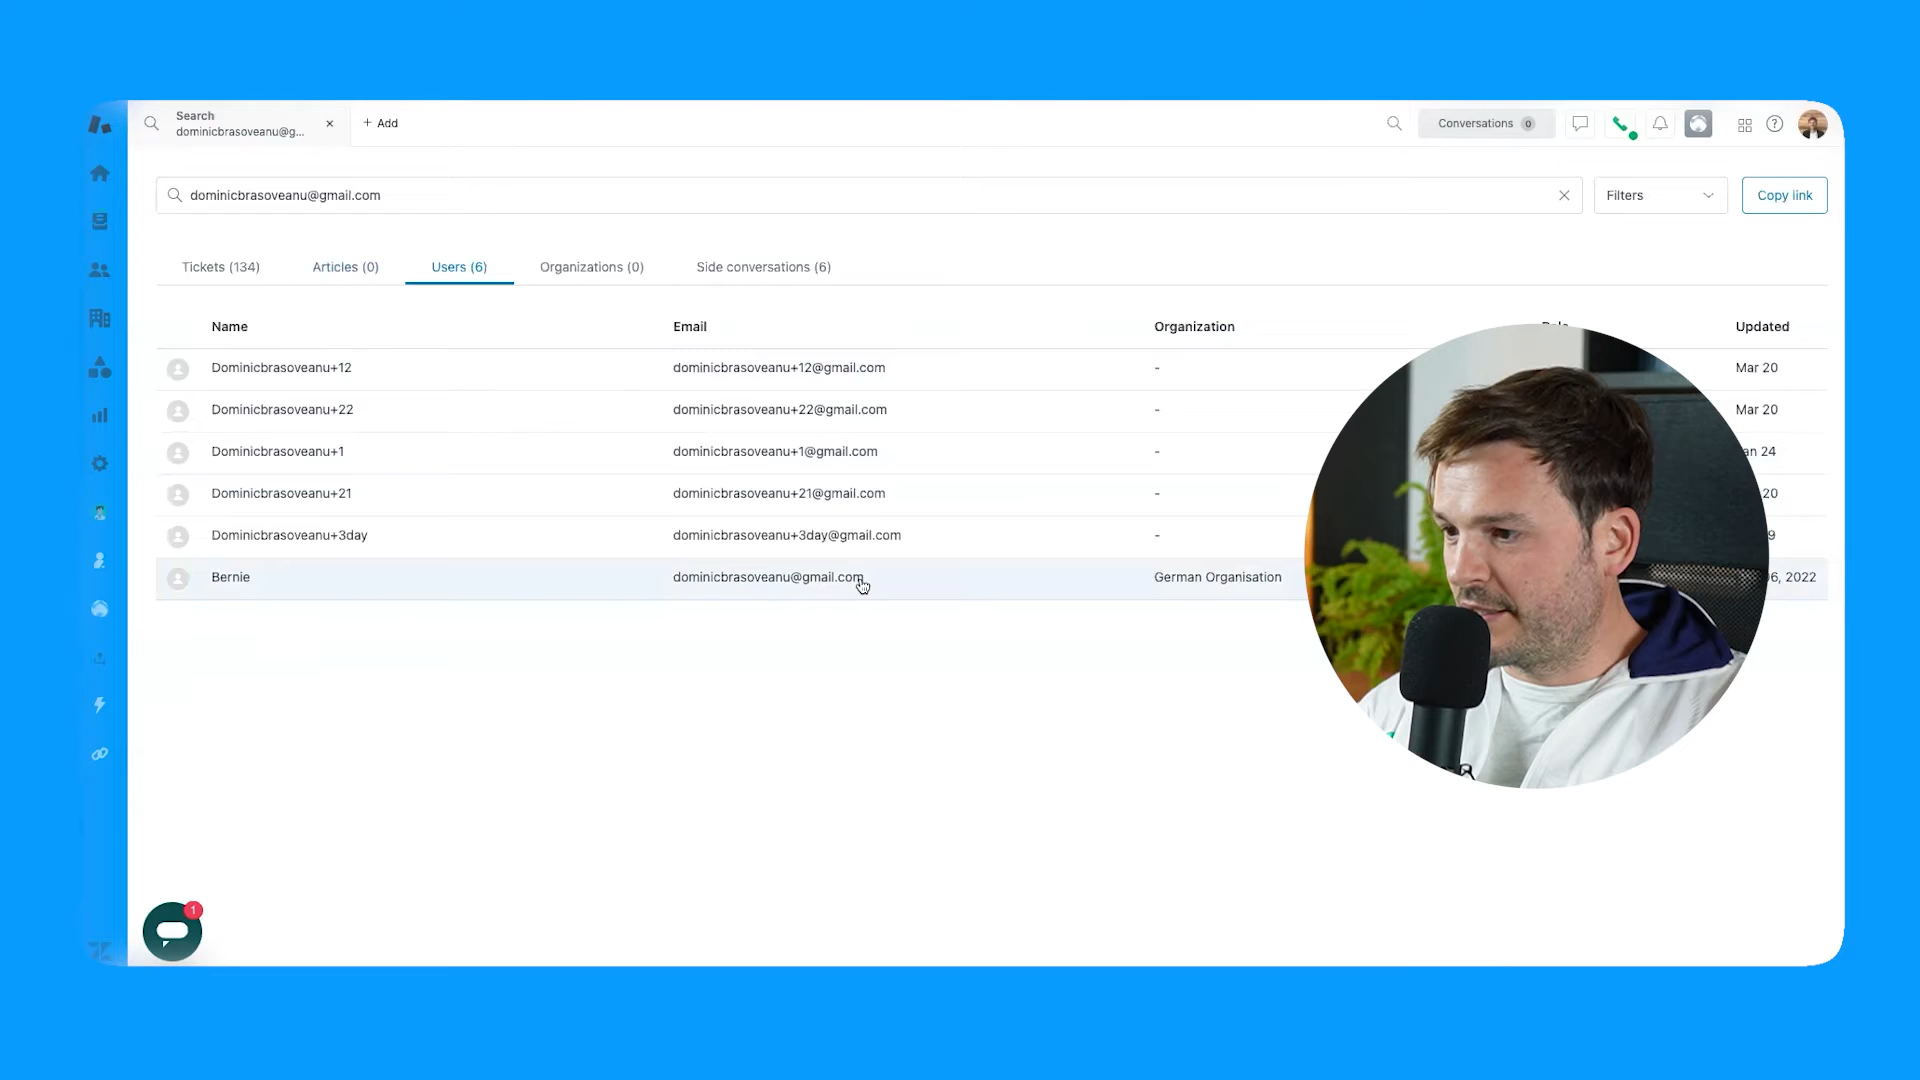 Search
dominicbrasoveanu@g...
+ Add
Conversations 0
dominicbrasoveanu@gmail.com
Filters
Copy link
Tickets (134)
Articles (0)
Users (6)
Organizations (0)
Side conversations (6)
Name Email Organization Updated
Dominicbrasoveanu+12 dominicbrasoveanu+12@gmail.com - Mar 20
Dominicbrasoveanu+22 dominicbrasoveanu+22@gmail.com - Mar 20
Dominicbrasoveanu+1 dominicbrasoveanu+1@gmail.com - 24
Dominicbrasoveanu+21 dominicbrasoveanu+21@gmail.com - 20
Dominicbrasoveanu+3day dominicbrasoveanu+3day@gmail.com -
Bernie dominicbrasoveanu@gmail.com German Organisation 2022
1